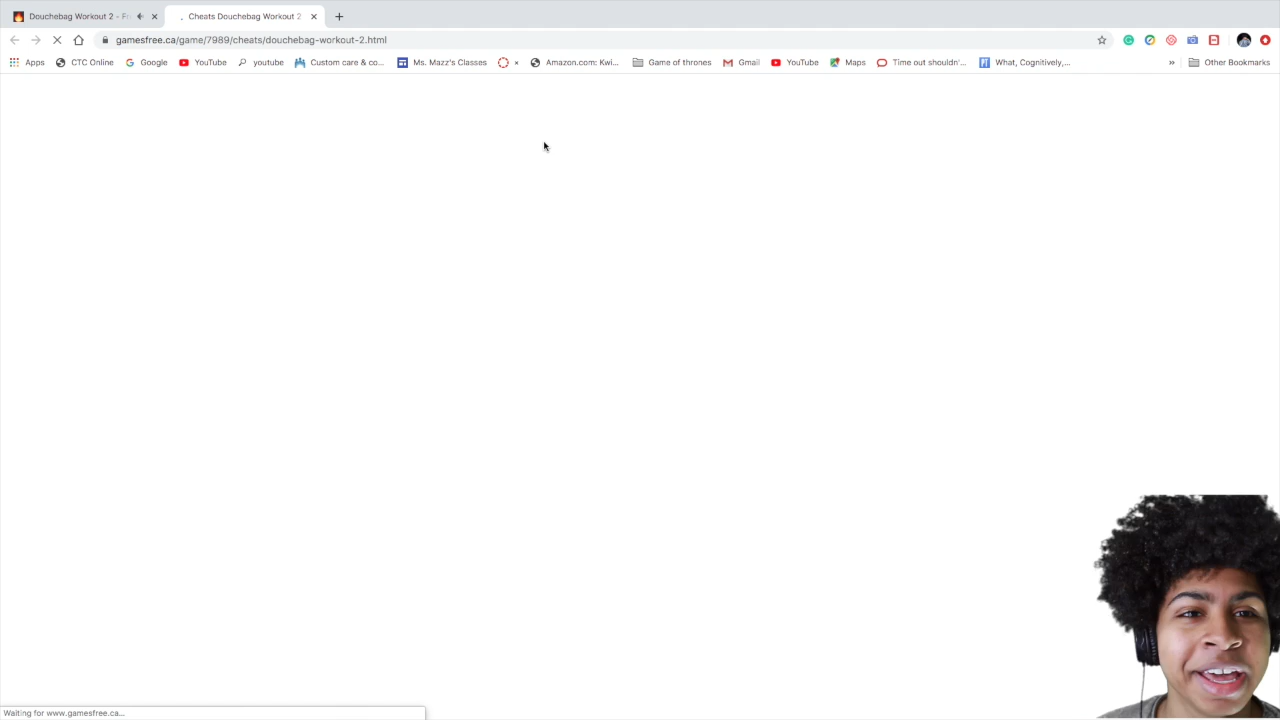 Douchebag Workout 2 - Fr
Cheats Douchebag Workout 2
gamesfree.ca/game/7989/cheats/douchebag-workout-2.html
Apps CTC Online Google YouTube youtube Custom care & co... Ms. Mazz's Classes × Amazon.com: Kwi... Game of thrones Gmail YouTube Maps Time out shouldn'... What, Cognitively,... » Other Bookmarks
Waiting for www.gamesfree.ca...